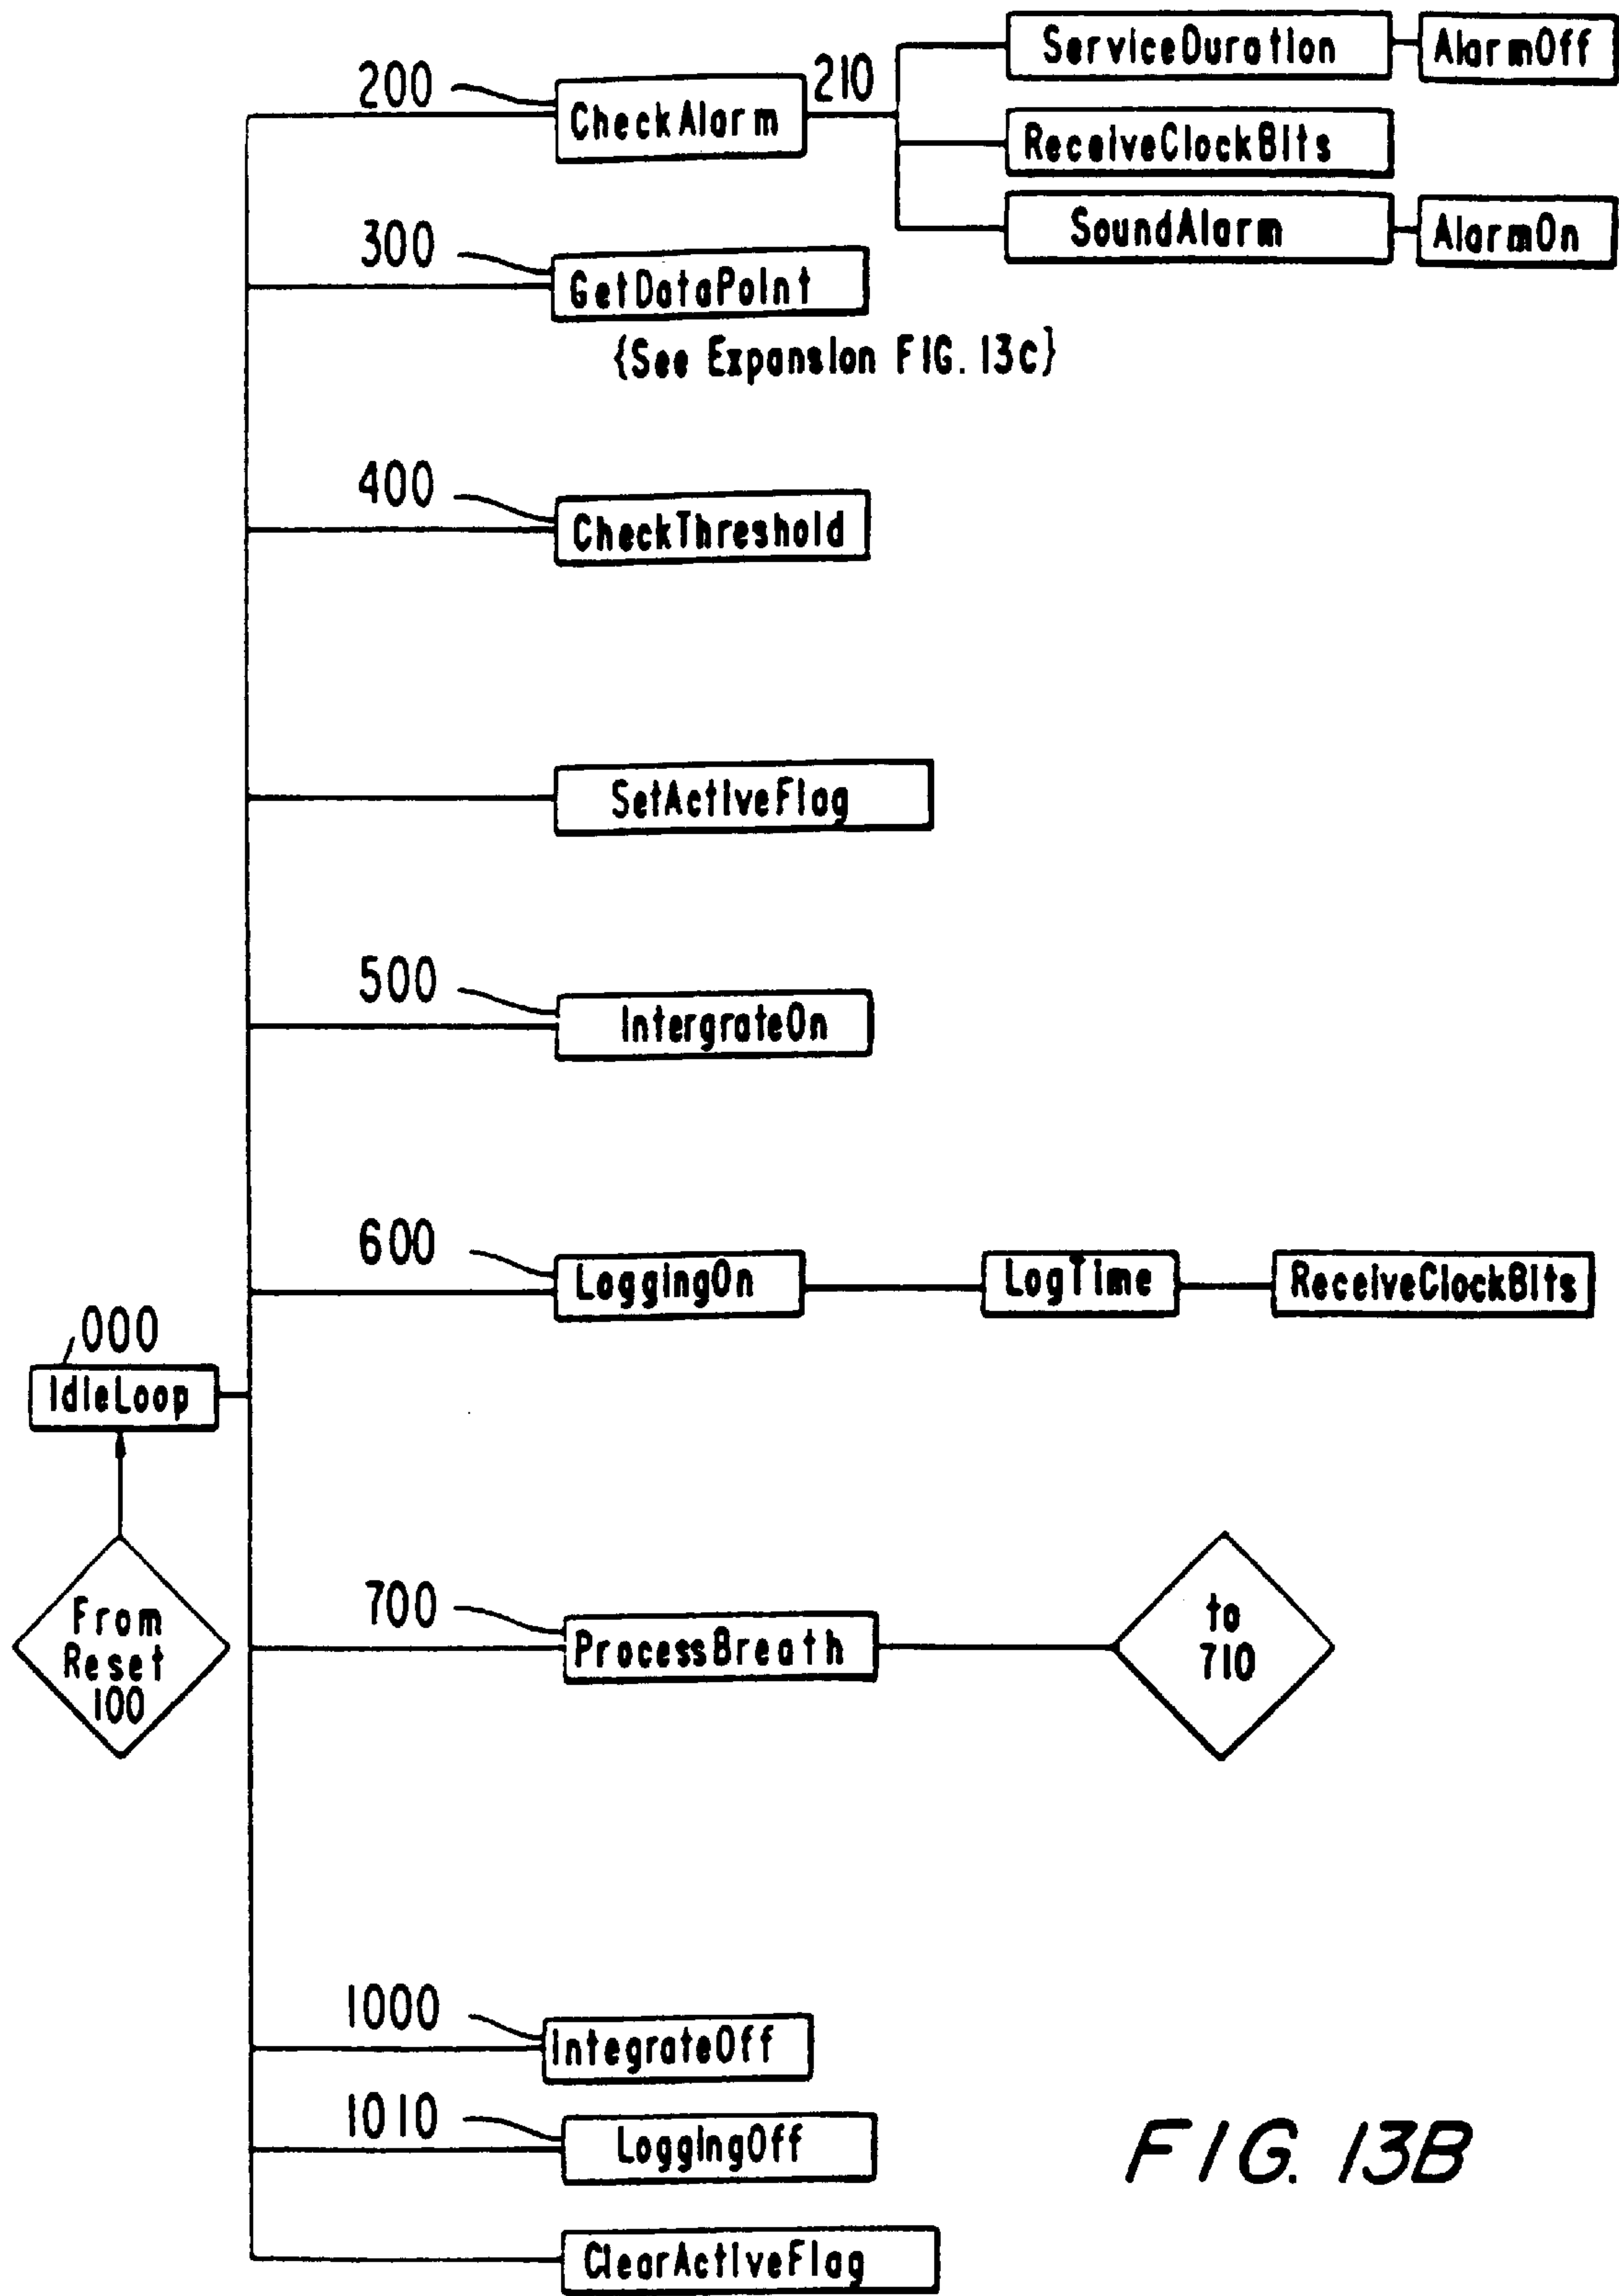 200
CheckAlarm
210
ServiceDuration
AlarmOff
ReceiveClockBits
SoundAlarm
AlarmOn
300
GetDataPoint
{See Expansion FIG. 13c}
400
CheckThreshold
SetActiveFlag
500
IntergrateOn
600
LoggingOn
LogTime
ReceiveClockBits
000
IdleLoop
From
Reset
100
700
ProcessBreath
to
710
1000
IntegrateOff
1010
LoggingOff
ClearActiveFlag
FIG. 13B